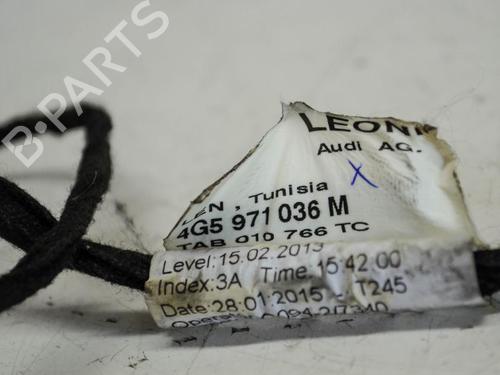 B-PARTS
LEONI
Audi AG.
x
LEN , Tunisia
4G5 971 036 M
TAB 010 766 TC
Level:15.02.2013
Index:3A Time:15:42:00
Date:28.01.2015 - T245